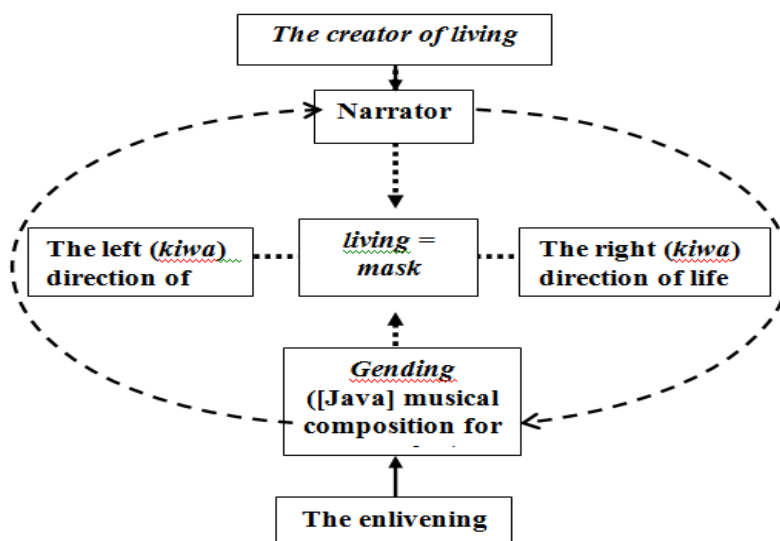 The creator of living
Narrator
The left (kiwa)
direction of
living =
mask
The right (kiwa)
direction of life
Gending
([Java] musical
composition for
The enlivening